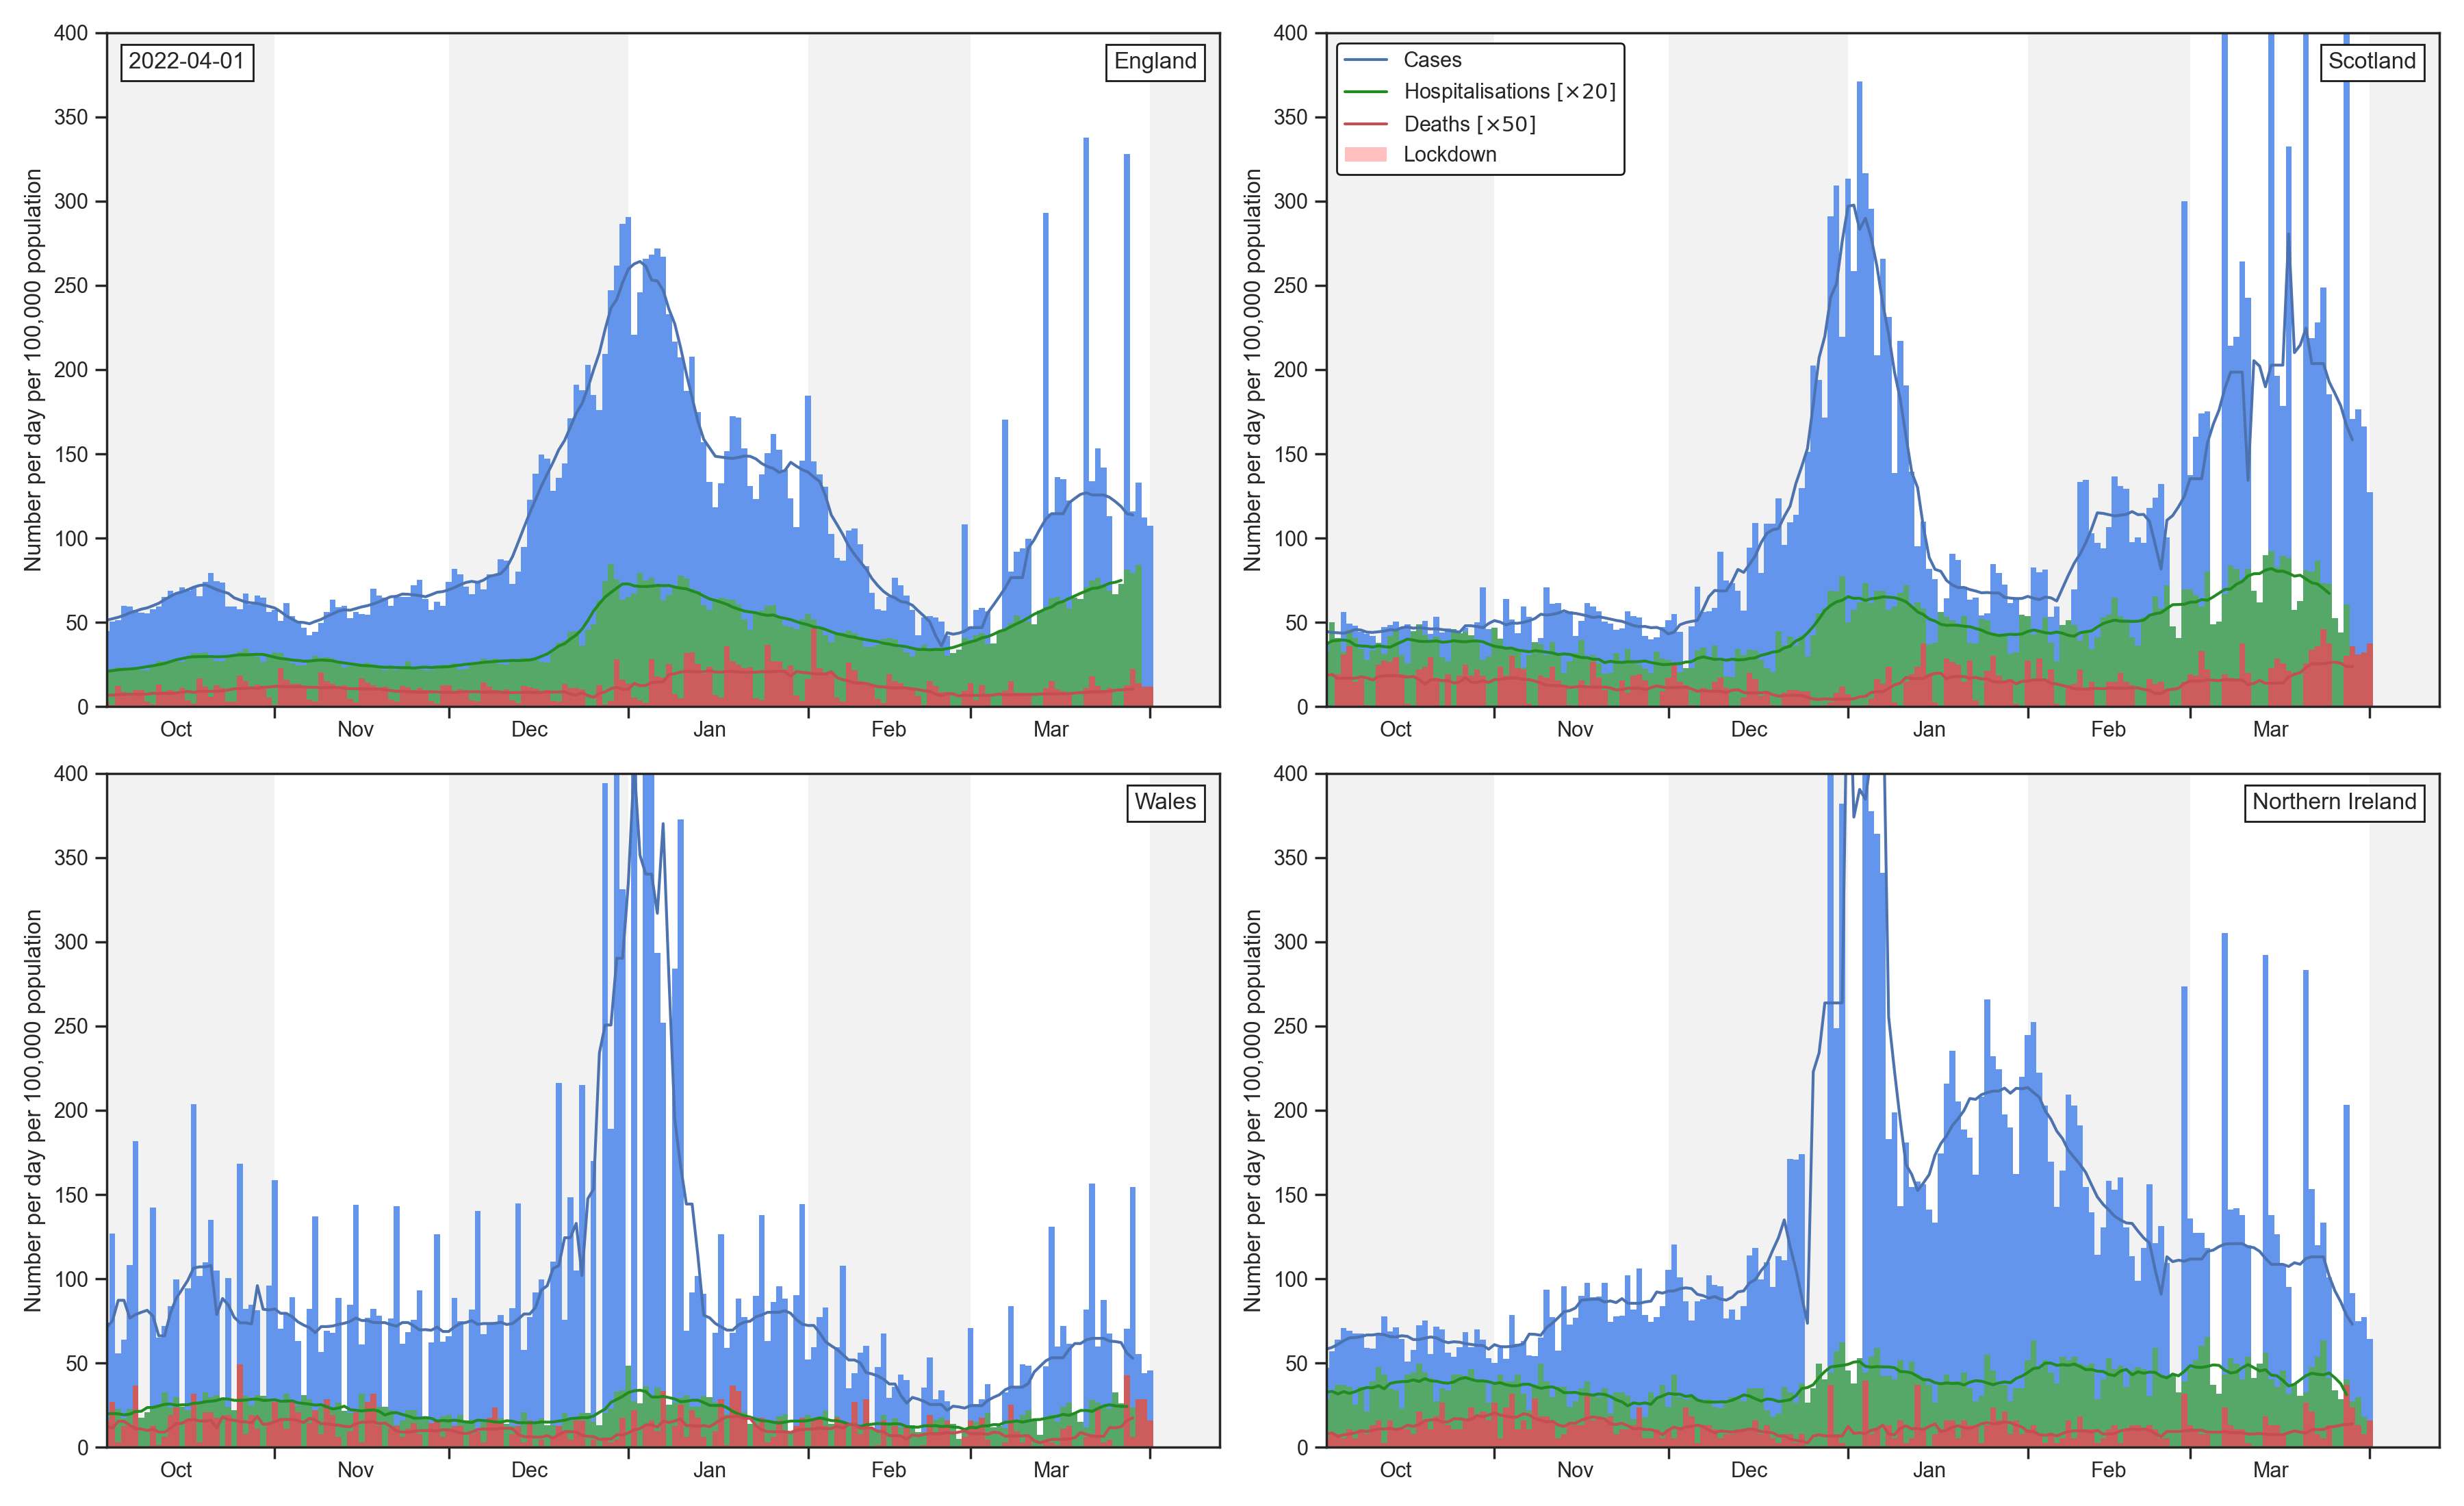 2022-04-01
England
Number per day per 100,000 population
400
350
300
250
200
150
100
50
0
Oct
Nov
Dec
Jan
Feb
Mar
Cases
Hospitalisations [×20]
Deaths [×50]
Lockdown
Scotland
Number per day per 100,000 population
400
350
300
250
200
150
100
50
0
Oct
Nov
Dec
Jan
Feb
Mar
Wales
Number per day per 100,000 population
400
350
300
250
200
150
100
50
0
Oct
Nov
Dec
Jan
Feb
Mar
Northern Ireland
Number per day per 100,000 population
400
350
300
250
200
150
100
50
0
Oct
Nov
Dec
Jan
Feb
Mar